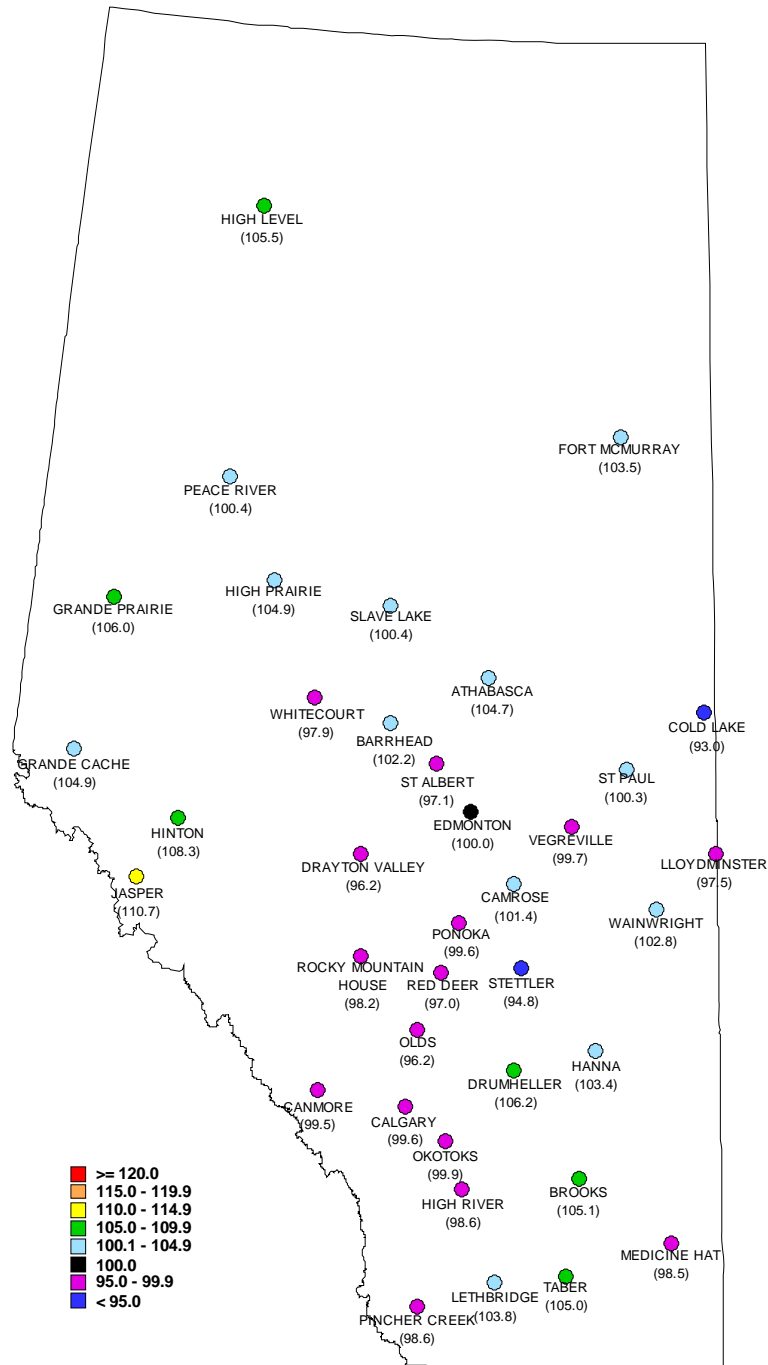 HIGH LEVEL
(105.5)
FORT MCMURRAY
(103.5)
PEACE RIVER
(100.4)
HIGH PRAIRIE
(104.9)
GRANDE PRAIRIE
(106.0)
SLAVE LAKE
(100.4)
ATHABASCA
(104.7)
WHITECOURT
(97.9)
BARRHEAD
(102.2)
COLD LAKE
(93.0)
GRANDE CACHE
(104.9)
ST ALBERT
(97.1)
ST PAUL
(100.3)
EDMONTON
(100.0)
HINTON
(108.3)
VEGREVILLE
(99.7)
DRAYTON VALLEY
(96.2)
LLOYDMINSTER
(97.5)
JASPER
(110.7)
CAMROSE
(101.4)
WAINWRIGHT
(102.8)
PONOKA
(99.6)
ROCKY MOUNTAIN
HOUSE
(98.2)
RED DEER
(97.0)
STETTLER
(94.8)
OLDS
(96.2)
HANNA
(103.4)
DRUMHELLER
(106.2)
CANMORE
(99.5)
CALGARY
(99.6)
OKOTOKS
(99.9)
HIGH RIVER
(98.6)
BROOKS
(105.1)
MEDICINE HAT
(98.5)
LETHBRIDGE
(103.8)
TABER
(105.0)
PINCHER CREEK
(98.6)
>= 120.0
115.0 - 119.9
110.0 - 114.9
105.0 - 109.9
100.1 - 104.9
100.0
95.0 - 99.9
< 95.0